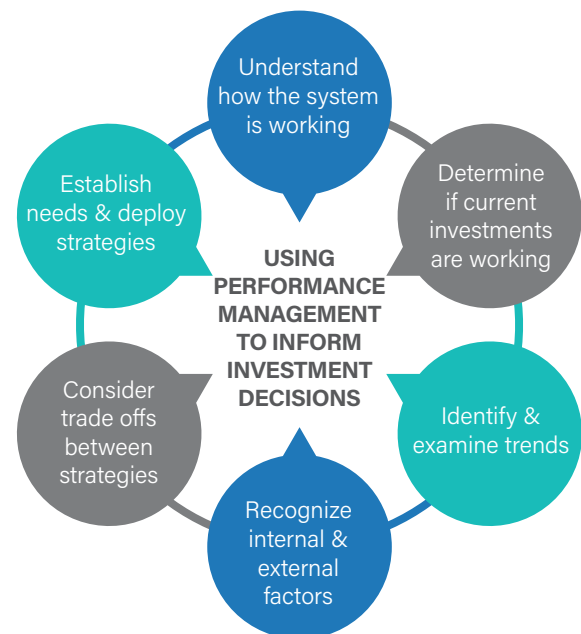 Understand
how the system
is working
Determine
if current
investments
are working
Identify &
examine trends
Recognize
internal &
external
factors
Consider
trade offs
between
strategies
Establish
needs & deploy
strategies
USING
PERFORMANCE
MANAGEMENT
TO INFORM
INVESTMENT
DECISIONS